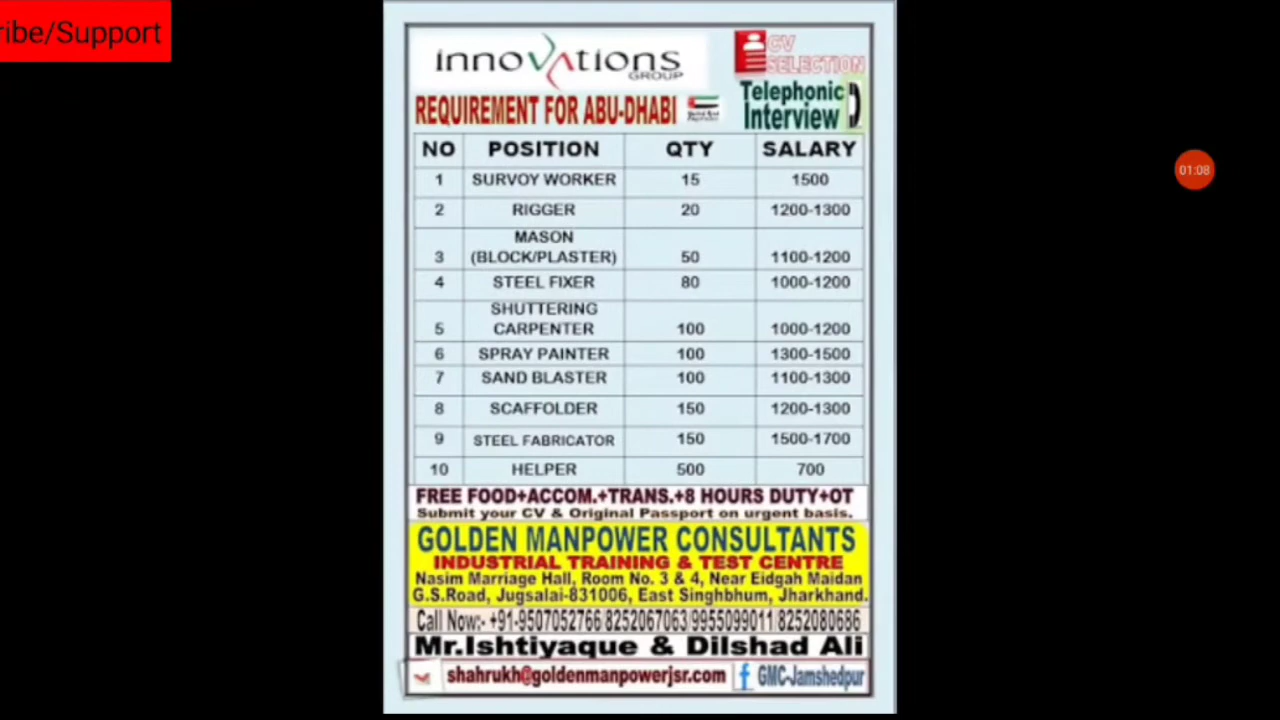 ribe/Support
innovations
GROUP
CV
SELECTION
REQUIREMENT FOR ABU-DHABI
Telephonic
Interview
NO POSITION QTY SALARY
1 SURVOY WORKER 15 1500
2 RIGGER 20 1200-1300
3 MASON (BLOCK/PLASTER) 50 1100-1200
4 STEEL FIXER 80 1000-1200
5 SHUTTERING CARPENTER 100 1000-1200
6 SPRAY PAINTER 100 1300-1500
7 SAND BLASTER 100 1100-1300
8 SCAFFOLDER 150 1200-1300
9 STEEL FABRICATOR 150 1500-1700
10 HELPER 500 700
FREE FOOD+ACCOM.+TRANS.+8 HOURS DUTY+OT
Submit your CV & Original Passport on urgent basis.
GOLDEN MANPOWER CONSULTANTS
INDUSTRIAL TRAINING & TEST CENTRE
Nasim Marriage Hall, Room No. 3 & 4, Near Eidgah Maidan
G.S.Road, Jugsalai-831006, East Singhbhum, Jharkhand.
Call Now:- +91-9507052766/8252067063/9955099011/8252080686
Mr.Ishtiyaque & Dilshad Ali
shahrukh@goldenmanpowerjsr.com f GMC-Jamshedpur
01:08